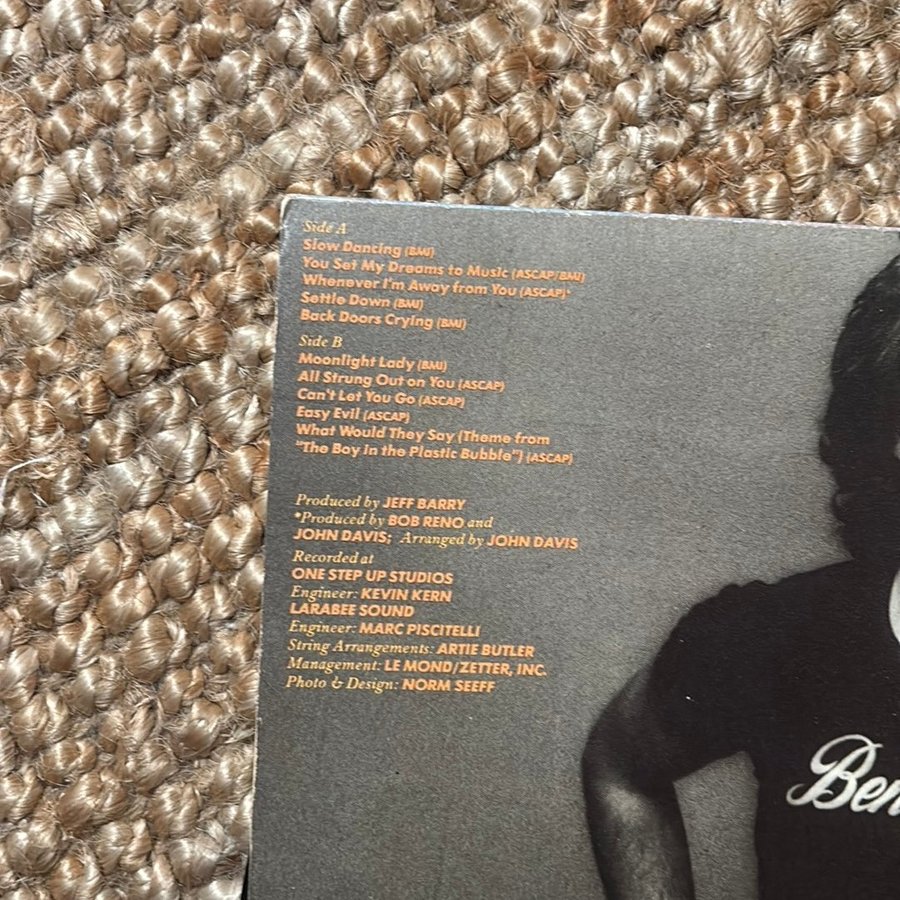 Side A
Slow Dancing (BMI)
You Set My Dreams to Music (ASCAP/BMI)
Whenever I'm Away from You (ASCAP)*
Settle Down (BMI)
Back Doors Crying (BMI)
Side B
Moonlight Lady (BMI)
All Strung Out on You (ASCAP)
Can't Let You Go (ASCAP)
Easy Evil (ASCAP)
What Would They Say (Theme from
"The Boy In the Plastic Bubble") (ASCAP)
Produced by JEFF BARRY
*Produced by BOB RENO and
JOHN DAVIS; Arranged by JOHN DAVIS
Recorded at
ONE STEP UP STUDIOS
Engineer: KEVIN KERN
LARABEE SOUND
Engineer: MARC PISCITELLI
String Arrangements: ARTIE BUTLER
Management: LE MOND/ZETTER, INC.
Photo & Design: NORM SEEFF
Ben